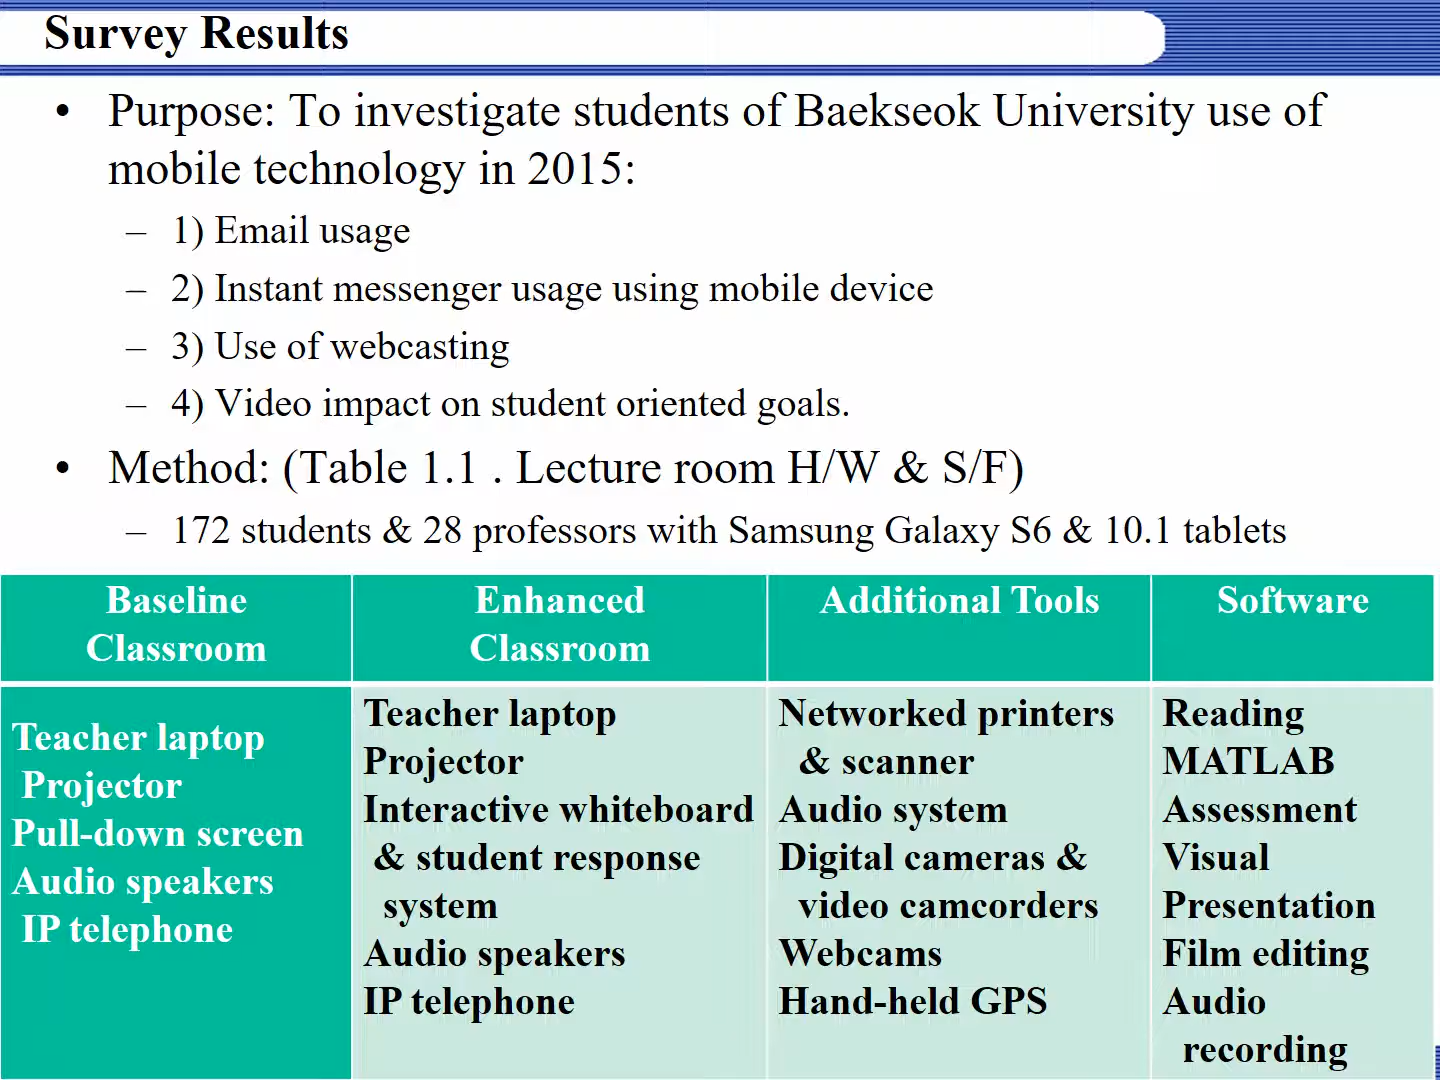 Survey Results
• Purpose: To investigate students of Baekseok University use of
mobile technology in 2015:
– 1) Email usage
– 2) Instant messenger usage using mobile device
– 3) Use of webcasting
– 4) Video impact on student oriented goals.
• Method: (Table 1.1 . Lecture room H/W & S/F)
– 172 students & 28 professors with Samsung Galaxy S6 & 10.1 tablets
Baseline
Classroom
Enhanced
Classroom
Additional Tools
Software
Teacher laptop
Projector
Pull-down screen
Audio speakers
IP telephone
Teacher laptop
Projector
Interactive whiteboard
& student response
system
Audio speakers
IP telephone
Networked printers
& scanner
Audio system
Digital cameras &
video camcorders
Webcams
Hand-held GPS
Reading
MATLAB
Assessment
Visual
Presentation
Film editing
Audio
recording